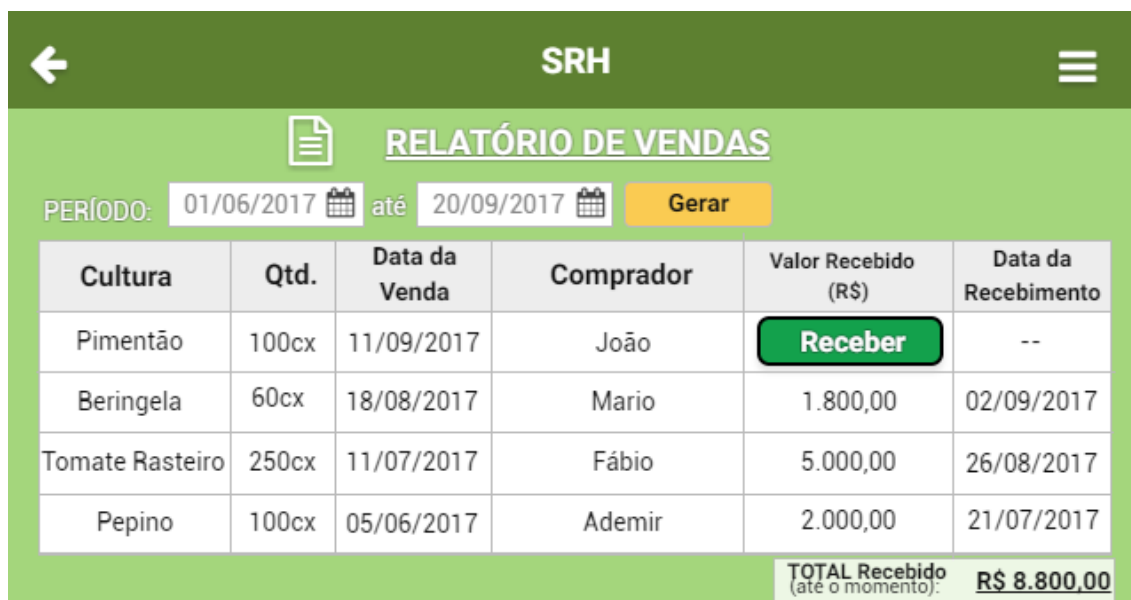 SRH
RELATÓRIO DE VENDAS
PERÍODO: 01/06/2017 até 20/09/2017 Gerar
Cultura Qtd. Data da Venda Comprador Valor Recebido (R$) Data da Recebimento
Pimentão 100cx 11/09/2017 João Receber --
Beringela 60cx 18/08/2017 Mario 1.800,00 02/09/2017
Tomate Rasteiro 250cx 11/07/2017 Fábio 5.000,00 26/08/2017
Pepino 100cx 05/06/2017 Ademir 2.000,00 21/07/2017
TOTAL Recebido (até o momento): R$ 8.800,00